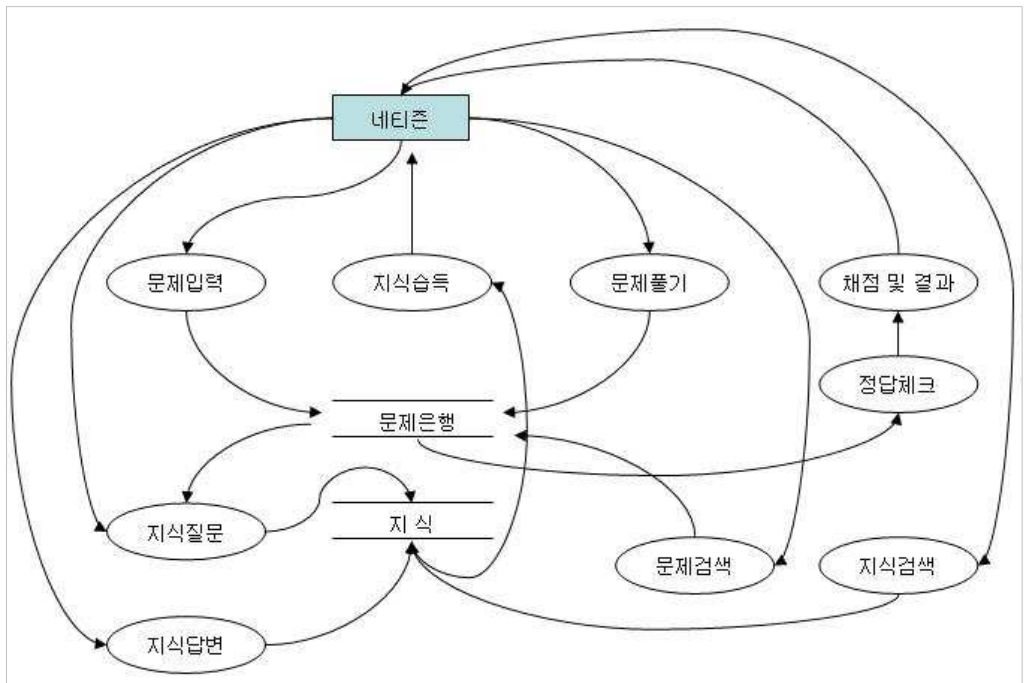 네티즌
문제입력
지식습득
문제풀기
채점 및 결과
정답체크
문제은행
지식질문
지 식
문제검색
지식검색
지식답변